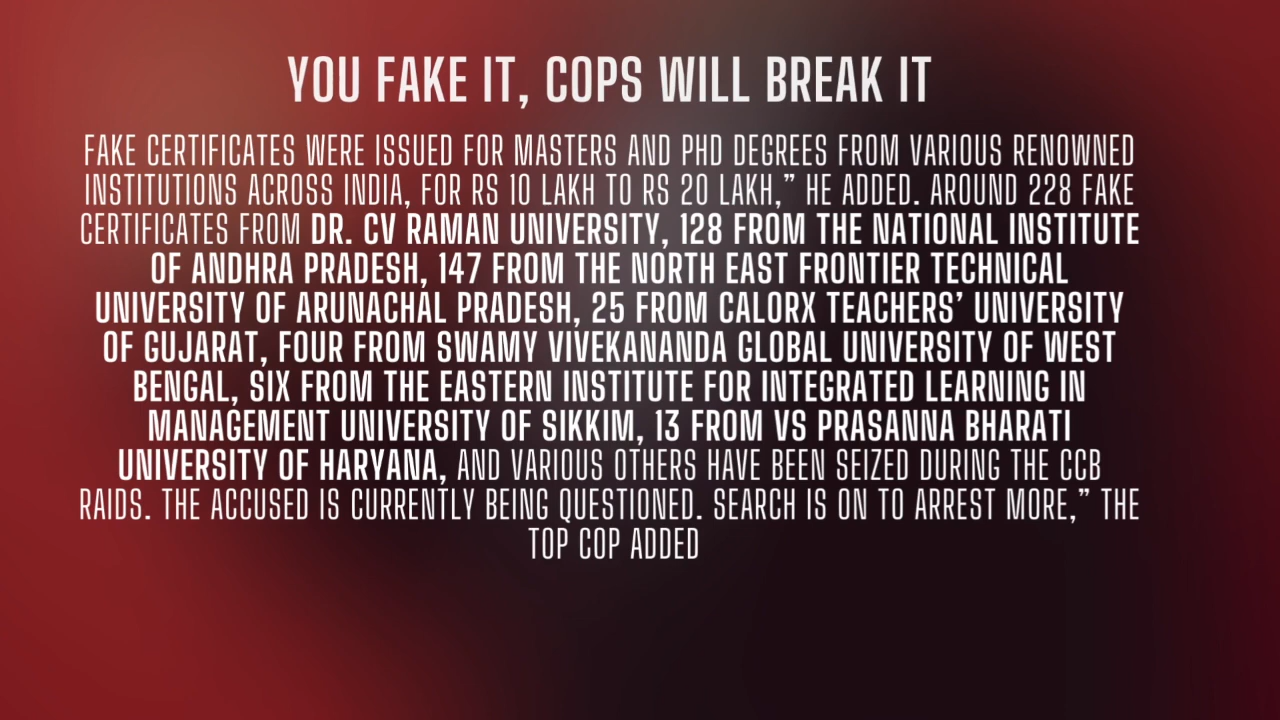 YOU FAKE IT, COPS WILL BREAK IT
FAKE CERTIFICATES WERE ISSUED FOR MASTERS AND PHD DEGREES FROM VARIOUS RENOWNED
INSTITUTIONS ACROSS INDIA, FOR RS 10 LAKH TO RS 20 LAKH,” HE ADDED. AROUND 228 FAKE
CERTIFICATES FROM DR. CV RAMAN UNIVERSITY, 128 FROM THE NATIONAL INSTITUTE
OF ANDHRA PRADESH, 147 FROM THE NORTH EAST FRONTIER TECHNICAL
UNIVERSITY OF ARUNACHAL PRADESH, 25 FROM CALORX TEACHERS’ UNIVERSITY
OF GUJARAT, FOUR FROM SWAMY VIVEKANANDA GLOBAL UNIVERSITY OF WEST
BENGAL, SIX FROM THE EASTERN INSTITUTE FOR INTEGRATED LEARNING IN
MANAGEMENT UNIVERSITY OF SIKKIM, 13 FROM VS PRASANNA BHARATI
UNIVERSITY OF HARYANA, AND VARIOUS OTHERS HAVE BEEN SEIZED DURING THE CCB
RAIDS. THE ACCUSED IS CURRENTLY BEING QUESTIONED. SEARCH IS ON TO ARREST MORE,” THE
TOP COP ADDED